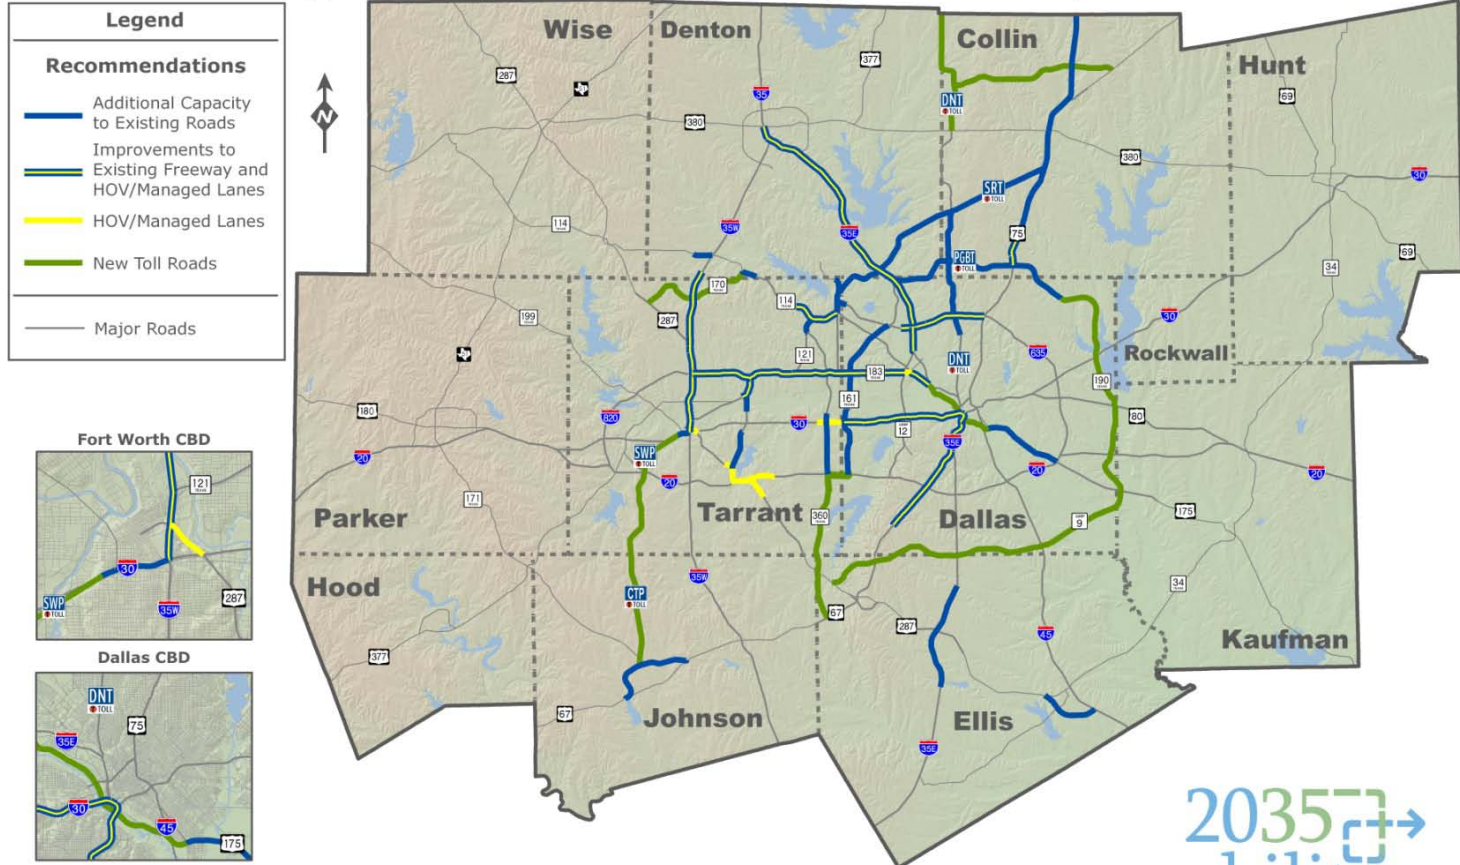 Legend
Recommendations
Additional Capacity
to Existing Roads
Improvements to
Existing Freeway and
HOV/Managed Lanes
HOV/Managed Lanes
New Toll Roads
Major Roads
N
Fort Worth CBD
121
TEXAS
30
SWP
TOLL
35W
287
Dallas CBD
DNT
TOLL
75
35E
30
45
175
Wise
Denton
Collin
Hunt
377
287
35
69
DNT
TOLL
380
380
30
SRT
TOLL
114
35W
35E
75
69
PGBT
TOLL
34
170
114
199
287
30
635
Rockwall
121
183
DNT
TOLL
190
161
180
820
30
LOOP
12
80
35E
20
SWP
TOLL
20
20
20
171
Parker
Tarrant
360
Dallas
LOOP
9
175
Hood
35W
CTP
TOLL
34
67
287
45
Kaufman
377
67
Johnson
Ellis
35E
2035